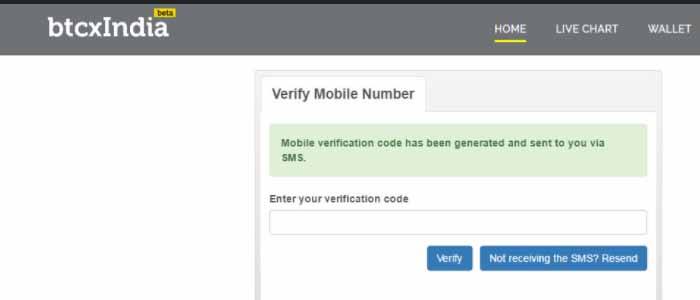 btcxIndia beta
HOME LIVE CHART WALLET
Verify Mobile Number
Mobile verification code has been generated and sent to you via
SMS.
Enter your verification code
Verify Not receiving the SMS? Resend